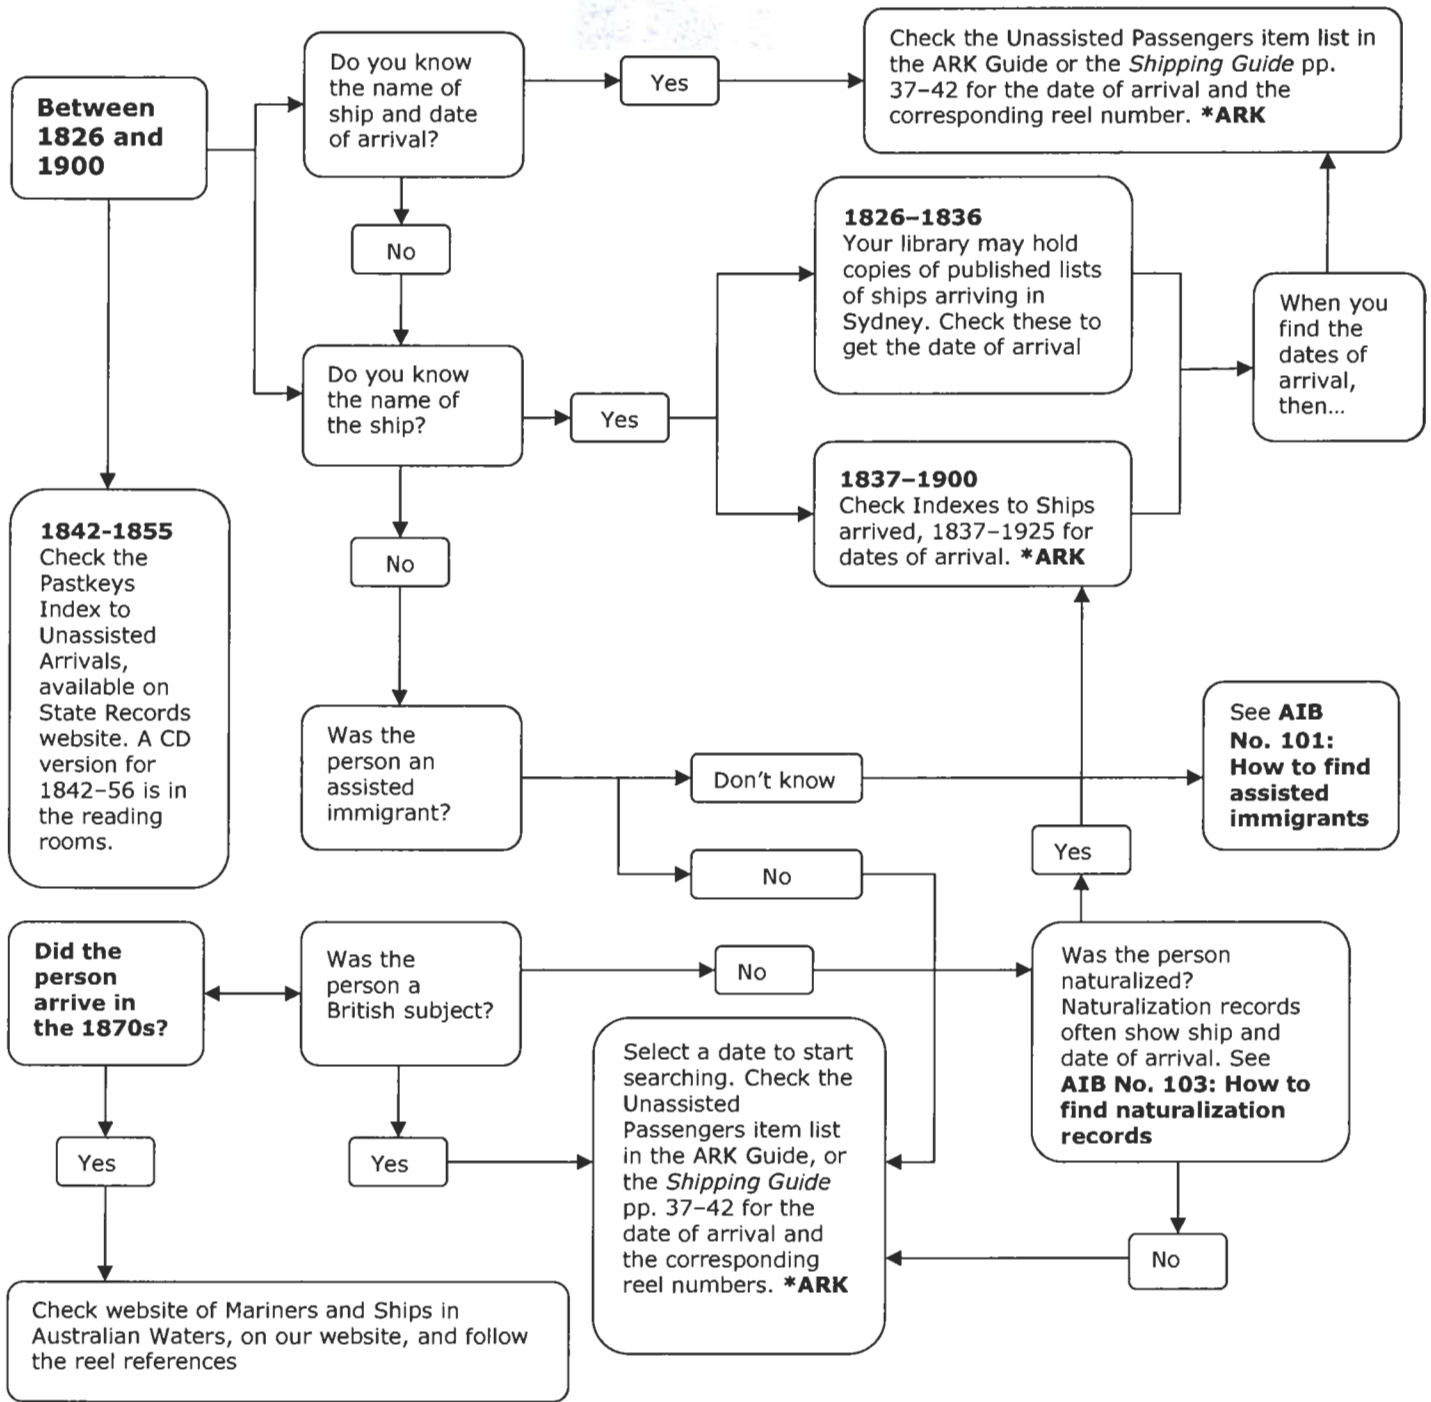 Between
1826 and
1900
Do you know
the name of
ship and date
of arrival?
Yes
Check the Unassisted Passengers item list in
the ARK Guide or the Shipping Guide pp.
37–42 for the date of arrival and the
corresponding reel number. *ARK
No
1826–1836
Your library may hold
copies of published lists
of ships arriving in
Sydney. Check these to
get the date of arrival
When you
find the
dates of
arrival,
then...
Do you know
the name of
the ship?
Yes
1837–1900
Check Indexes to Ships
arrived, 1837–1925 for
dates of arrival. *ARK
1842-1855
Check the
Pastkeys
Index to
Unassisted
Arrivals,
available on
State Records
website. A CD
version for
1842–56 is in
the reading
rooms.
No
Was the
person an
assisted
immigrant?
Don't know
See AIB
No. 101:
How to find
assisted
immigrants
No
Yes
Did the
person
arrive in
the 1870s?
Was the
person a
British subject?
No
Was the person
naturalized?
Naturalization records
often show ship and
date of arrival. See
AIB No. 103: How to
find naturalization
records
Yes
Yes
Select a date to start
searching. Check the
Unassisted
Passengers item list
in the ARK Guide, or
the Shipping Guide
pp. 37–42 for the
date of arrival and
the corresponding
reel numbers. *ARK
No
Check website of Mariners and Ships in
Australian Waters, on our website, and follow
the reel references